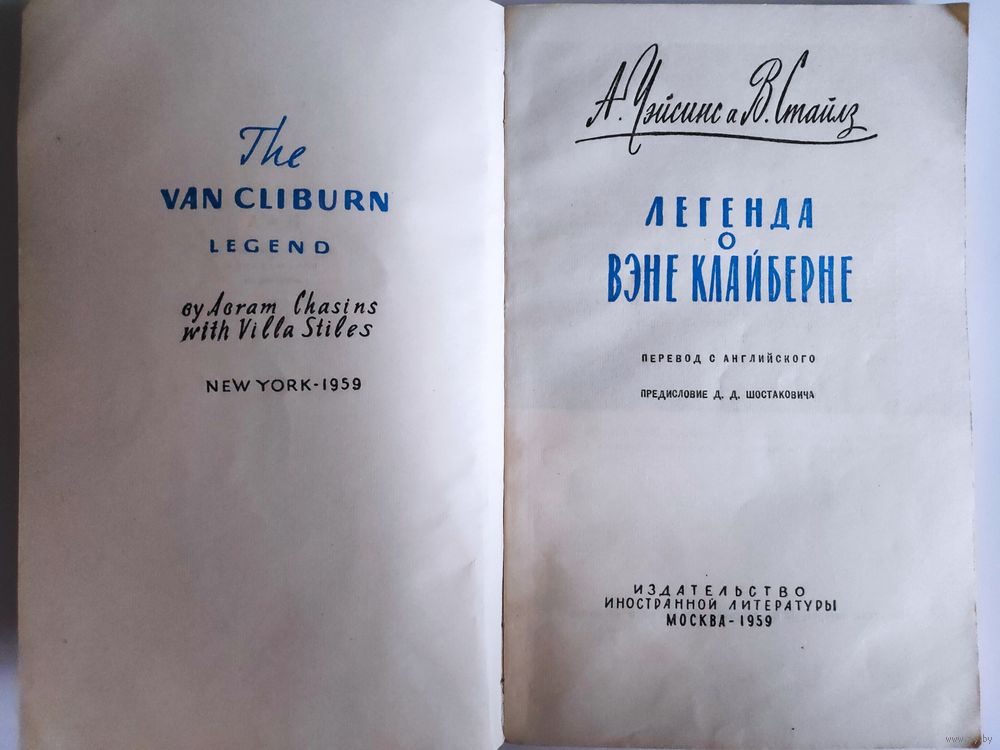 The
VAN CLIBURN
LEGEND
by Abram Chasins
with Villa Stiles
NEW YORK-1959
А. Чэйсинс и В. Стайлз
ЛЕГЕНДА
О
ВЭНЕ КЛАЙБЕРНЕ
ПЕРЕВОД С АНГЛИЙСКОГО
ПРЕДИСЛОВИЕ Д. Д. ШОСТАКОВИЧА
ИЗДАТЕЛЬСТВО
ИНОСТРАННОЙ ЛИТЕРАТУРЫ
МОСКВА-1959